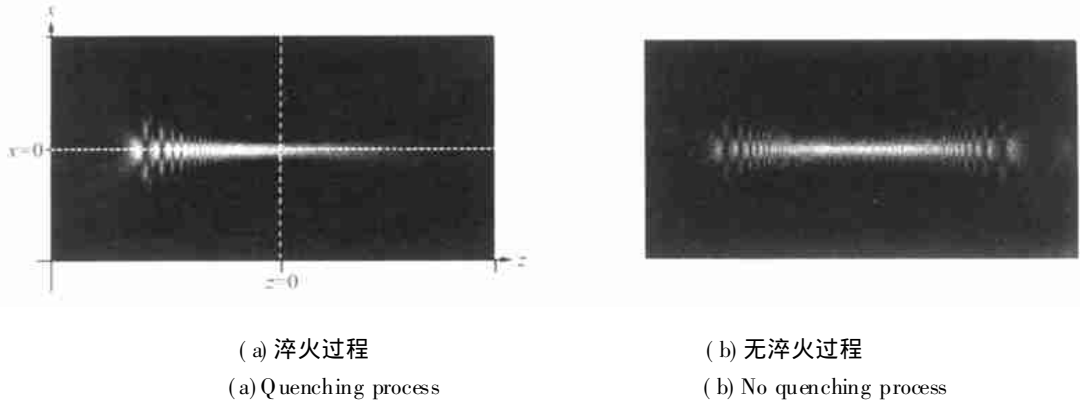 x
x=0
z
z=0
( a) 淬火过程
( b) 无淬火过程
(a) Quenching process
( b) No quenching process